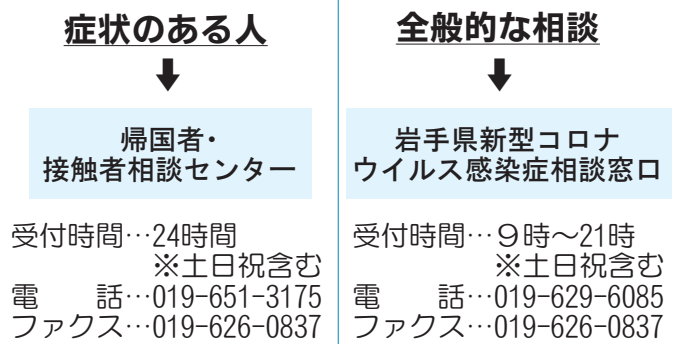 症状のある人
⬇
帰国者・
接触者相談センター
受付時間…24時間
※土日祝含む
電　　話…019-651-3175
ファクス…019-626-0837
全般的な相談
⬇
岩手県新型コロナ
ウイルス感染症相談窓口
受付時間…９時〜21時
※土日祝含む
電　　話…019-629-6085
ファクス…019-626-0837